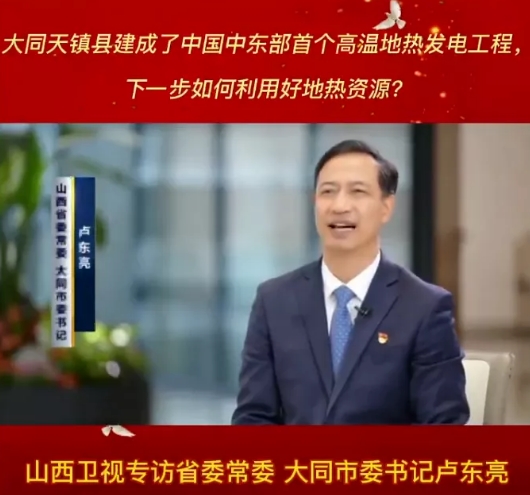 大同天镇县建成了中国中东部首个高温地热发电工程，
下一步如何利用好地热资源？
卢东亮
山西省委常委 大同市委书记
山西卫视专访省委常委 大同市委书记卢东亮